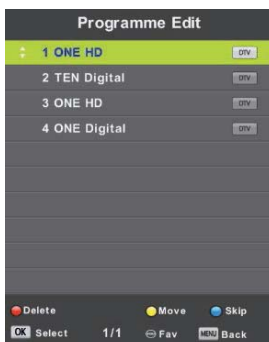 Programme Edit
1 ONE HD DTV
2 TEN Digital DTV
3 ONE HD DTV
4 ONE Digital DTV
Delete Move Skip
OK Select 1/1 Fav MENU Back